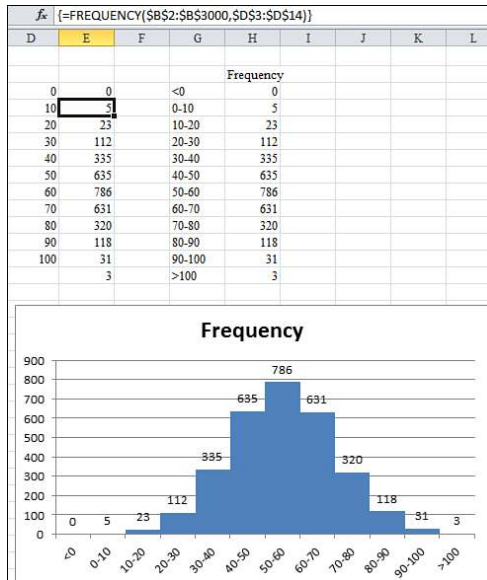 fx {=FREQUENCY($B$2:$B$3000,$D$3:$D$14)}
D E F G H I J K L
Frequency
0 0 <0 0
10 5 0-10 5
20 23 10-20 23
30 112 20-30 112
40 335 30-40 335
50 635 40-50 635
60 786 50-60 786
70 631 60-70 631
80 320 70-80 320
90 118 80-90 118
100 31 90-100 31
3 >100 3
Frequency
900
800
700
600
500
400
300
200
100
0
0 5 23 112 335 635 786 631 320 118 31 3
<0 0-10 10-20 20-30 30-40 40-50 50-60 60-70 70-80 80-90 90-100 >100